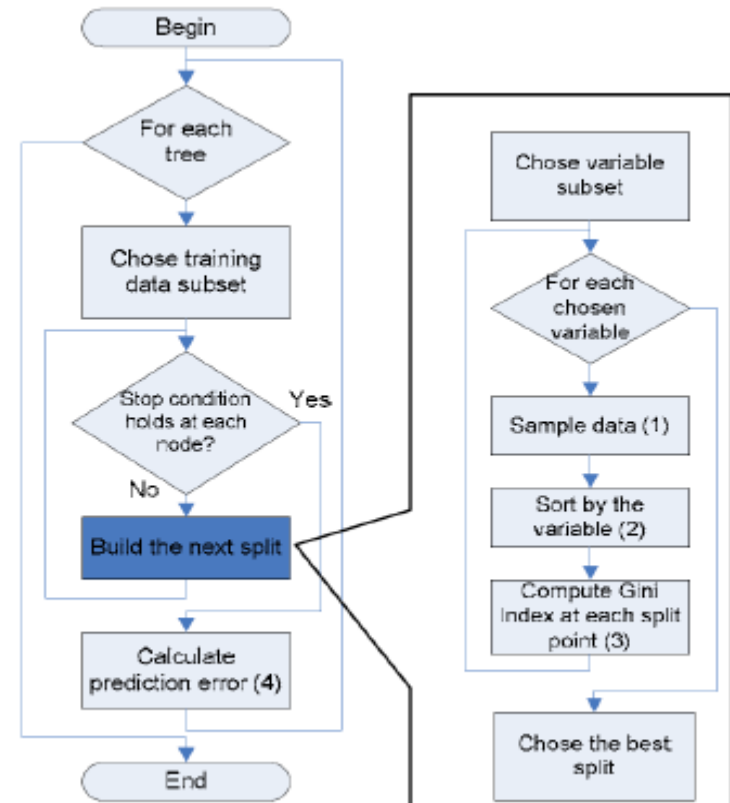 Begin
For each
tree
Chose training
data subset
Stop condition
holds at each
node?
Yes
No
Build the next split
Calculate
prediction error (4)
End
Chose variable
subset
For each
chosen
variable
Sample data (1)
Sort by the
variable (2)
Compute Gini
Index at each split
point (3)
Chose the best
split